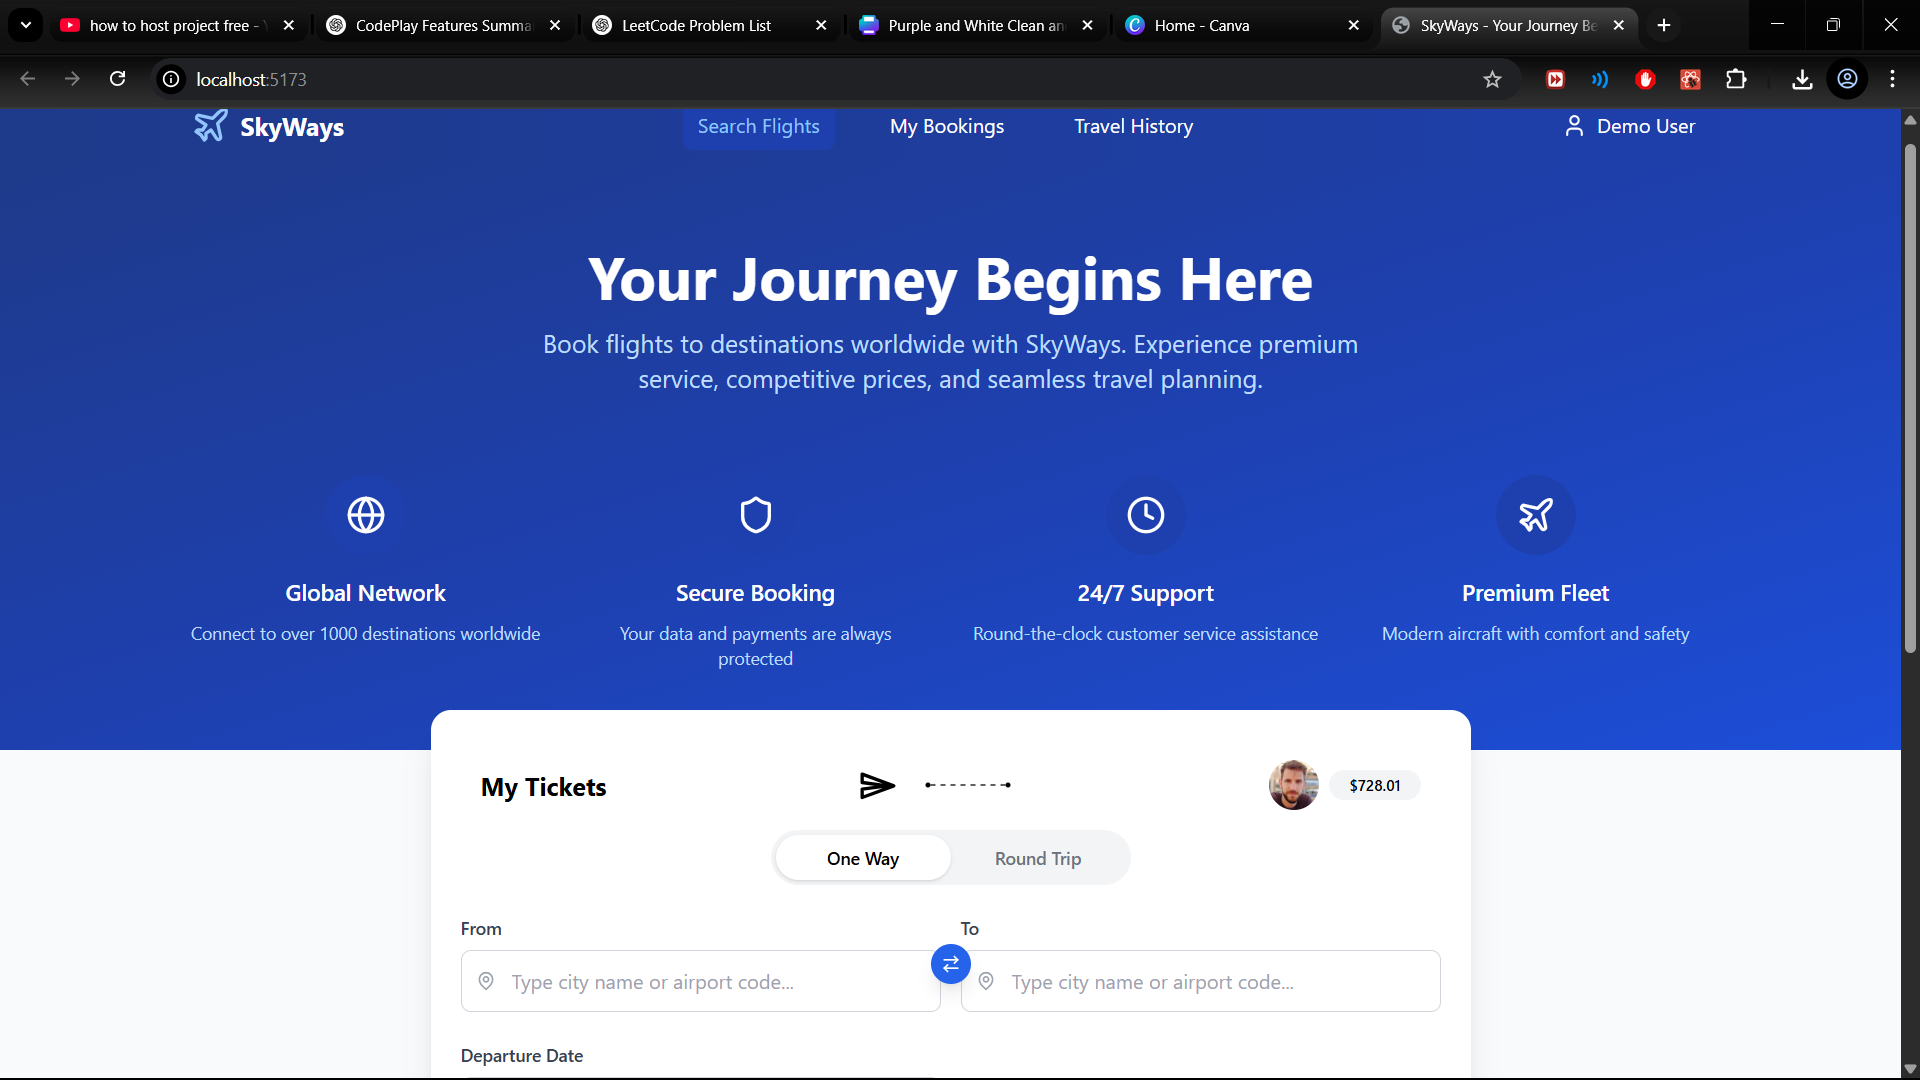 how to host project free -
CodePlay Features Summa
LeetCode Problem List
Purple and White Clean an
Home - Canva
SkyWays - Your Journey Be
localhost:5173
SkyWays
Search Flights
My Bookings
Travel History
Demo User
Your Journey Begins Here
Book flights to destinations worldwide with SkyWays. Experience premium
service, competitive prices, and seamless travel planning.
Global Network
Connect to over 1000 destinations worldwide
Secure Booking
Your data and payments are always
protected
24/7 Support
Round-the-clock customer service assistance
Premium Fleet
Modern aircraft with comfort and safety
My Tickets
$728.01
One Way
Round Trip
From
To
Type city name or airport code...
Type city name or airport code...
Departure Date